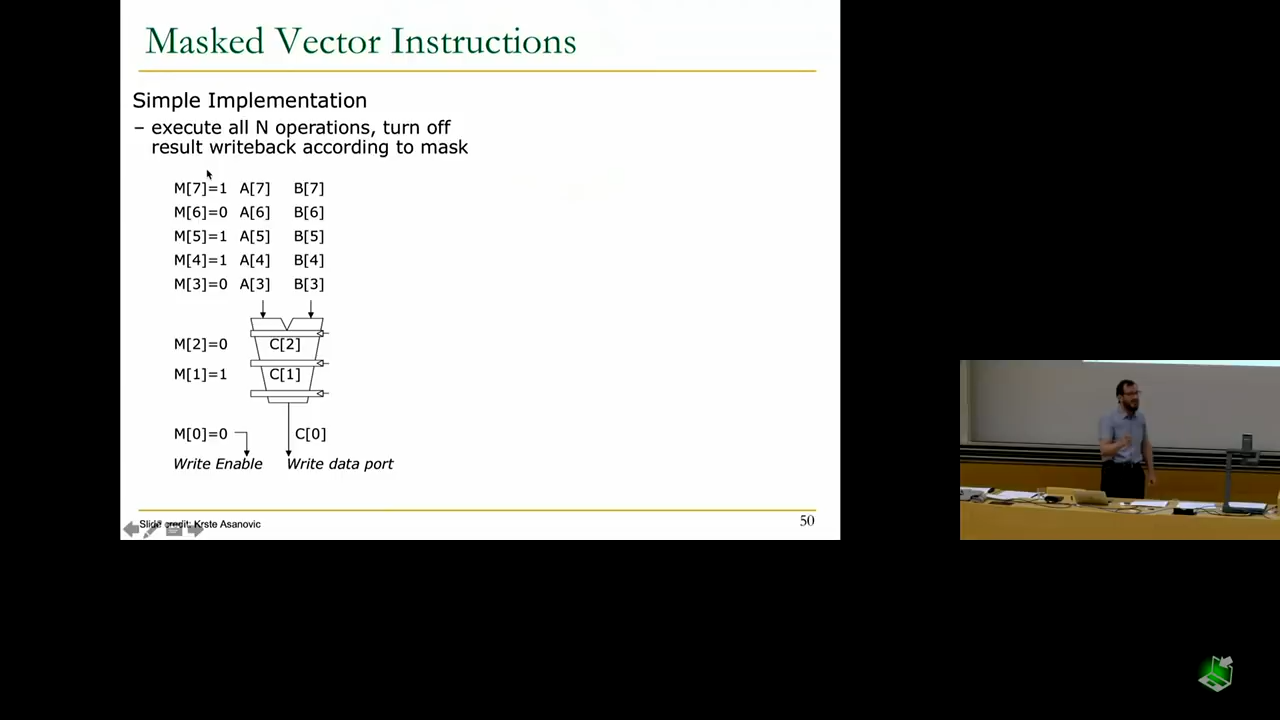 Masked Vector Instructions
Simple Implementation
– execute all N operations, turn off
result writeback according to mask
M[7]=1 A[7] B[7]
M[6]=0 A[6] B[6]
M[5]=1 A[5] B[5]
M[4]=1 A[4] B[4]
M[3]=0 A[3] B[3]
M[2]=0 C[2]
M[1]=1 C[1]
M[0]=0 C[0]
Write Enable Write data port
Slide credit: Krste Asanovic 50